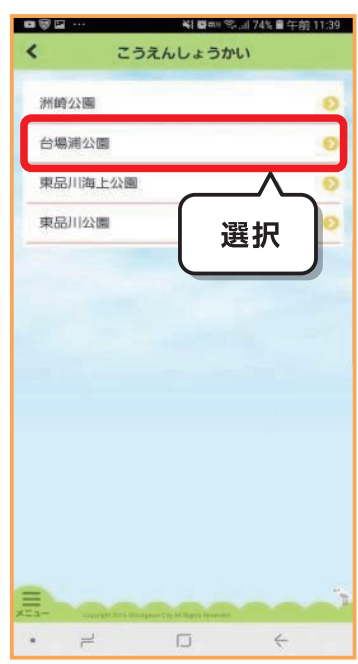 74% 午前 11:39
こうえんしょうかい
洲崎公園
台場浦公園
東品川海上公園
東品川公園
選択
メニュー